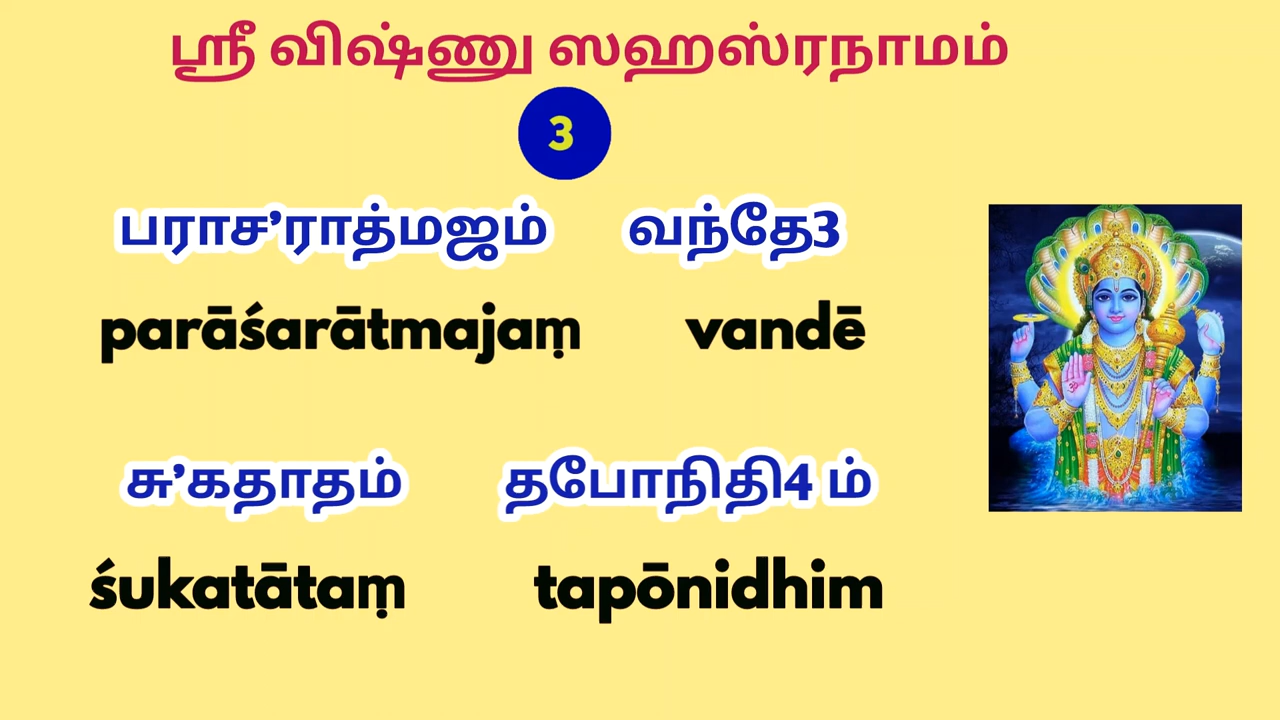 ஸ்ரீ விஷ்ணு ஸஹஸ்ரநாமம்
3
பராச’ராத்மஜம் வந்தே3
parāśarātmajaṃ vandē
சு’கதாதம் தபோநிதி4 ம்
śukatātaṃ tapōnidhim